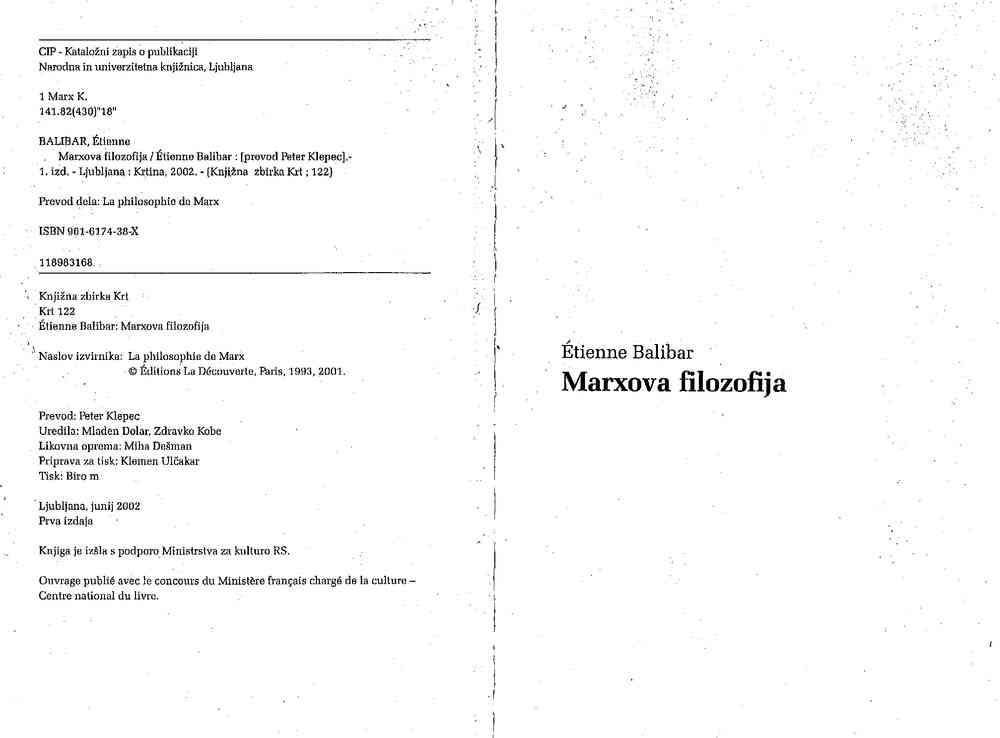 CIP - Kataložni zapis o publikaciji
Narodna in univerzitetna knjižnica, Ljubljana
1 Marx K.
141.82(430)"18"
BALIBAR, Étienne
Marxova filozofija / Étienne Balibar : [prevod Peter Klepec].-
1. izd. - Ljubljana : Krtina, 2002. - (Knjižna zbirka Krt ; 122)
Prevod dela: La philosophie de Marx
ISBN 961-6174-38-X
118983168
Knjižna zbirka Krt
Krt 122
Étienne Balibar: Marxova filozofija
Naslov izvirnika: La philosophie de Marx
© Éditions La Découverte, Paris, 1993, 2001.
Prevod: Peter Klepec
Uredila: Mladen Dolar, Zdravko Kobe
Likovna oprema: Miha Dešman
Priprava za tisk: Klemen Ulčakar
Tisk: Biro m
Ljubljana, junij 2002
Prva izdaja
Knjiga je izšla s podporo Ministrstva za kulturo RS.
Ouvrage publié avec le concours du Ministère français chargé de la culture –
Centre national du livre.
Étienne Balibar
Marxova filozofija